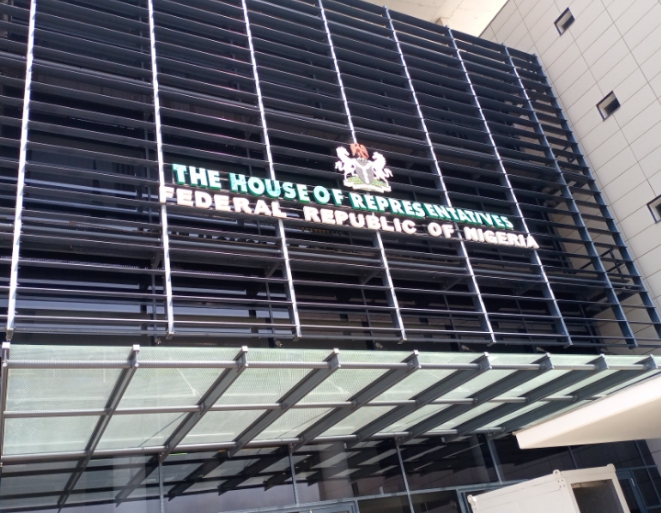 THE HOUSE OF REPRESENTATIVES
FEDERAL REPUBLIC OF NIGERIA